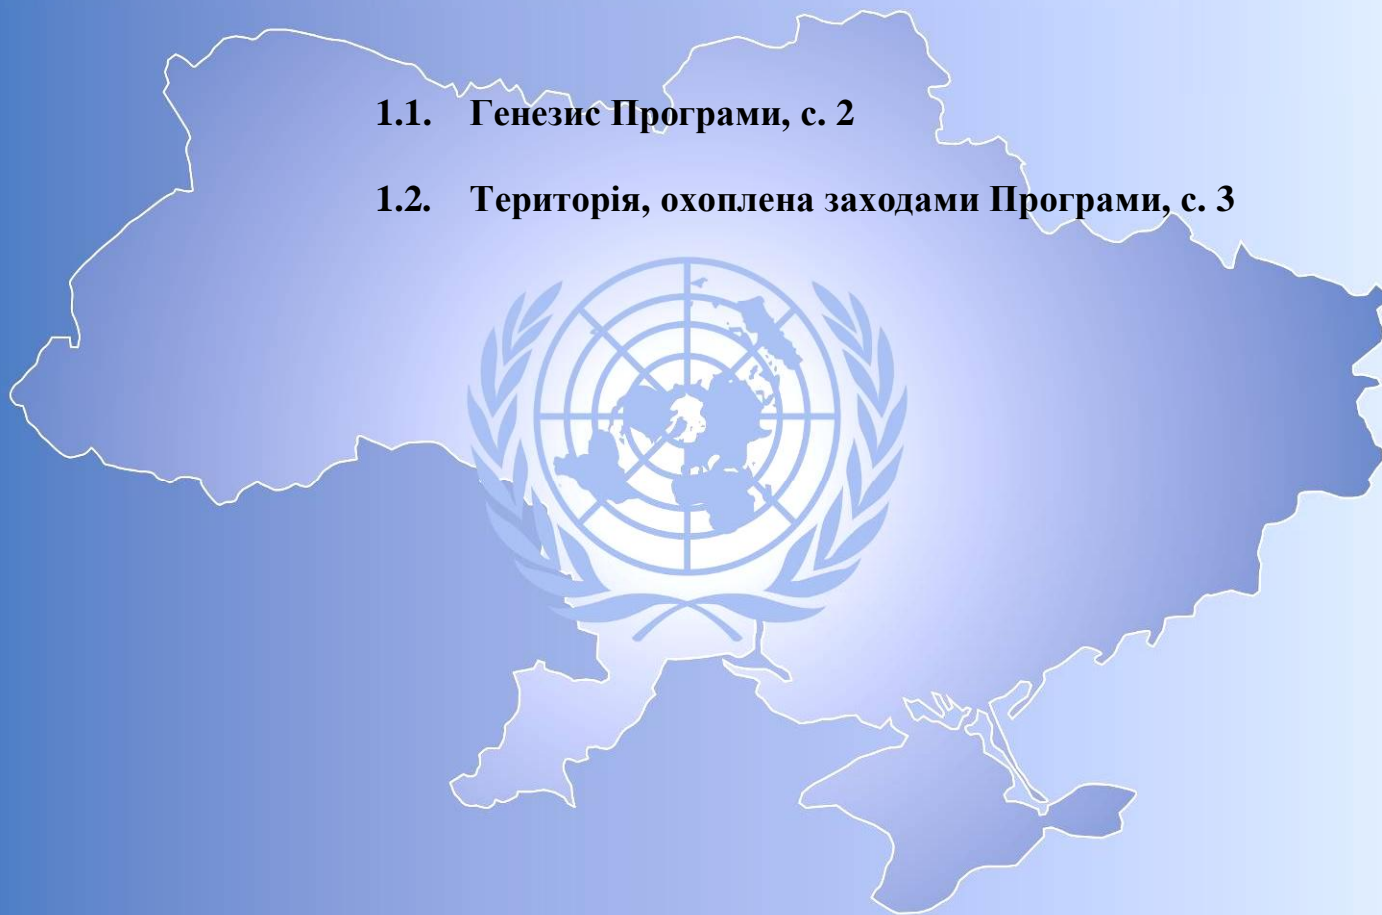 1.1. Генезис Програми, с. 2
1.2. Територія, охоплена заходами Програми, с. 3